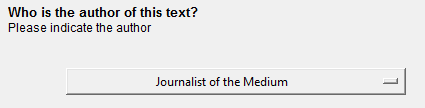 Who is the author of this text?
Please indicate the author
Journalist of the Medium